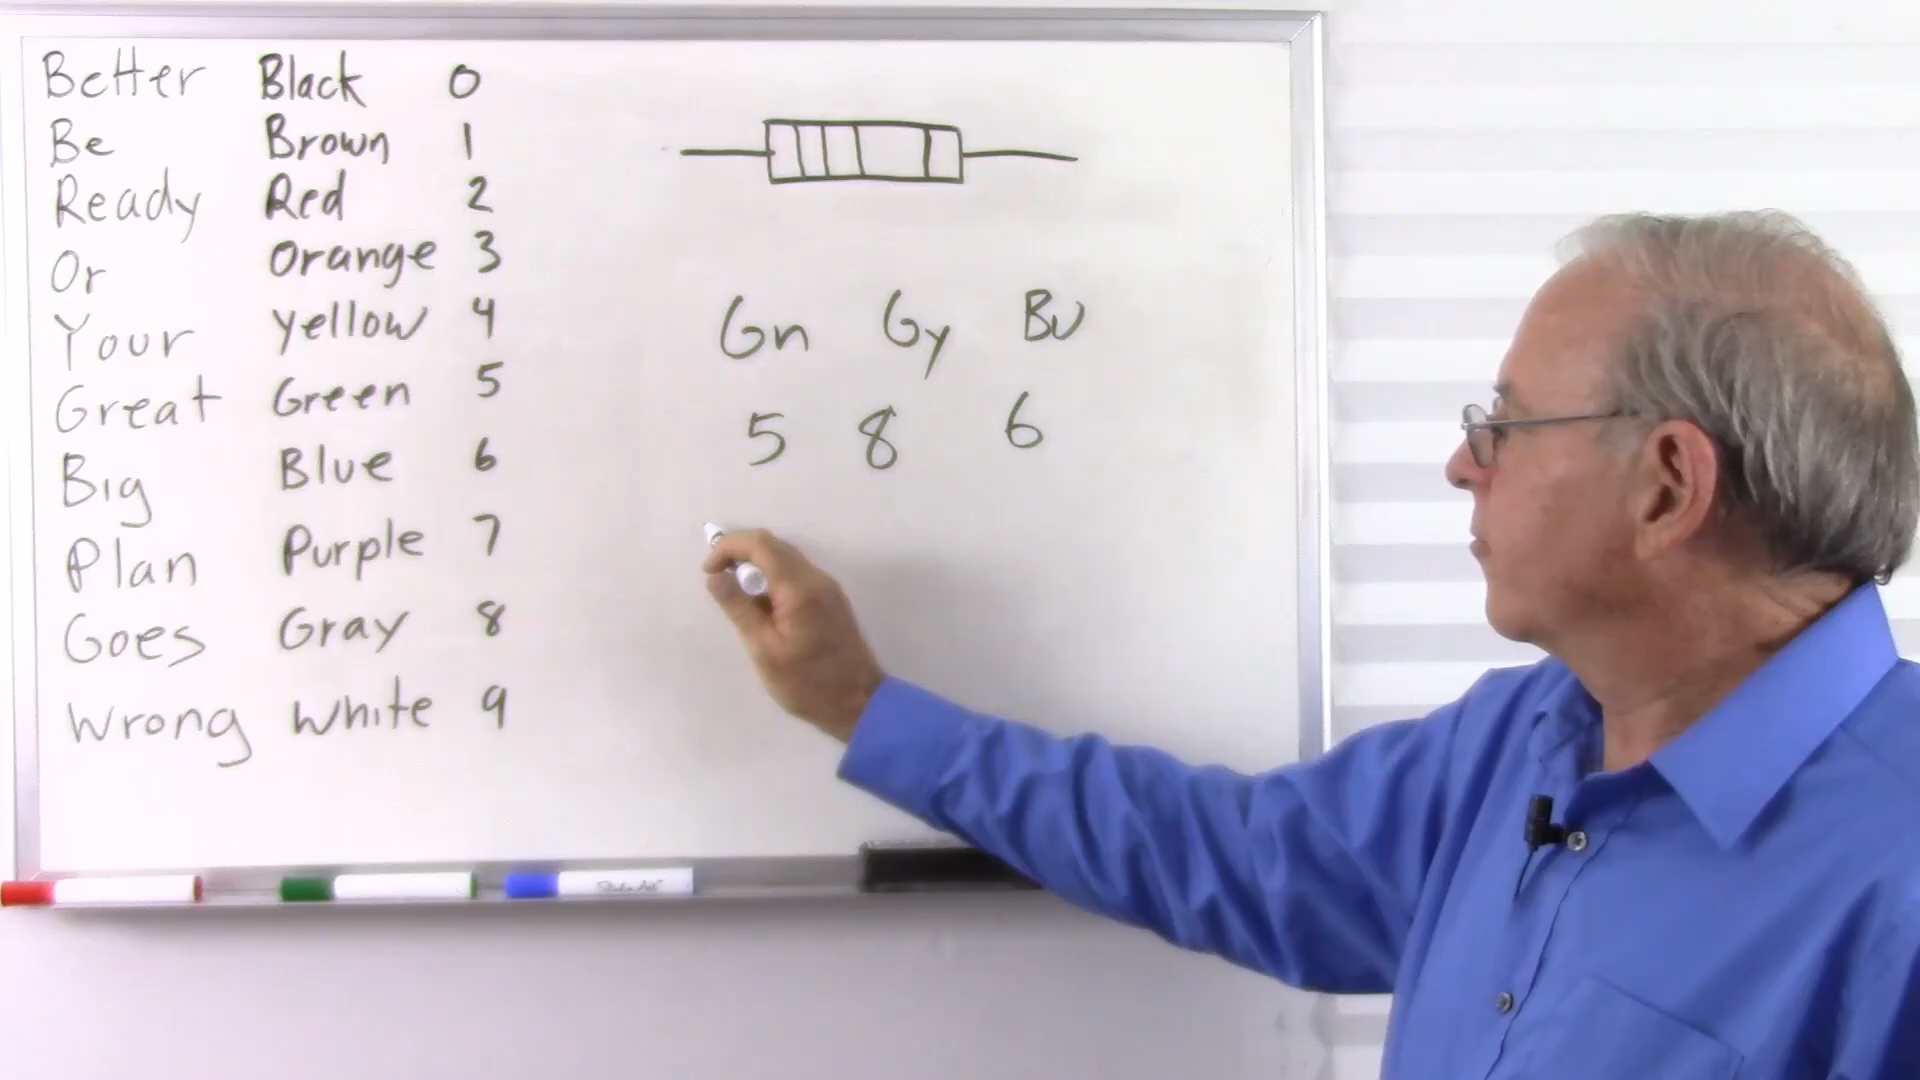 Better Black 0
Be Brown 1
Ready Red 2
Or Orange 3
Your Yellow 4
Great Green 5
Big Blue 6
Plan Purple 7
Goes Gray 8
Wrong White 9
Gn Gy Bu
5 8 6